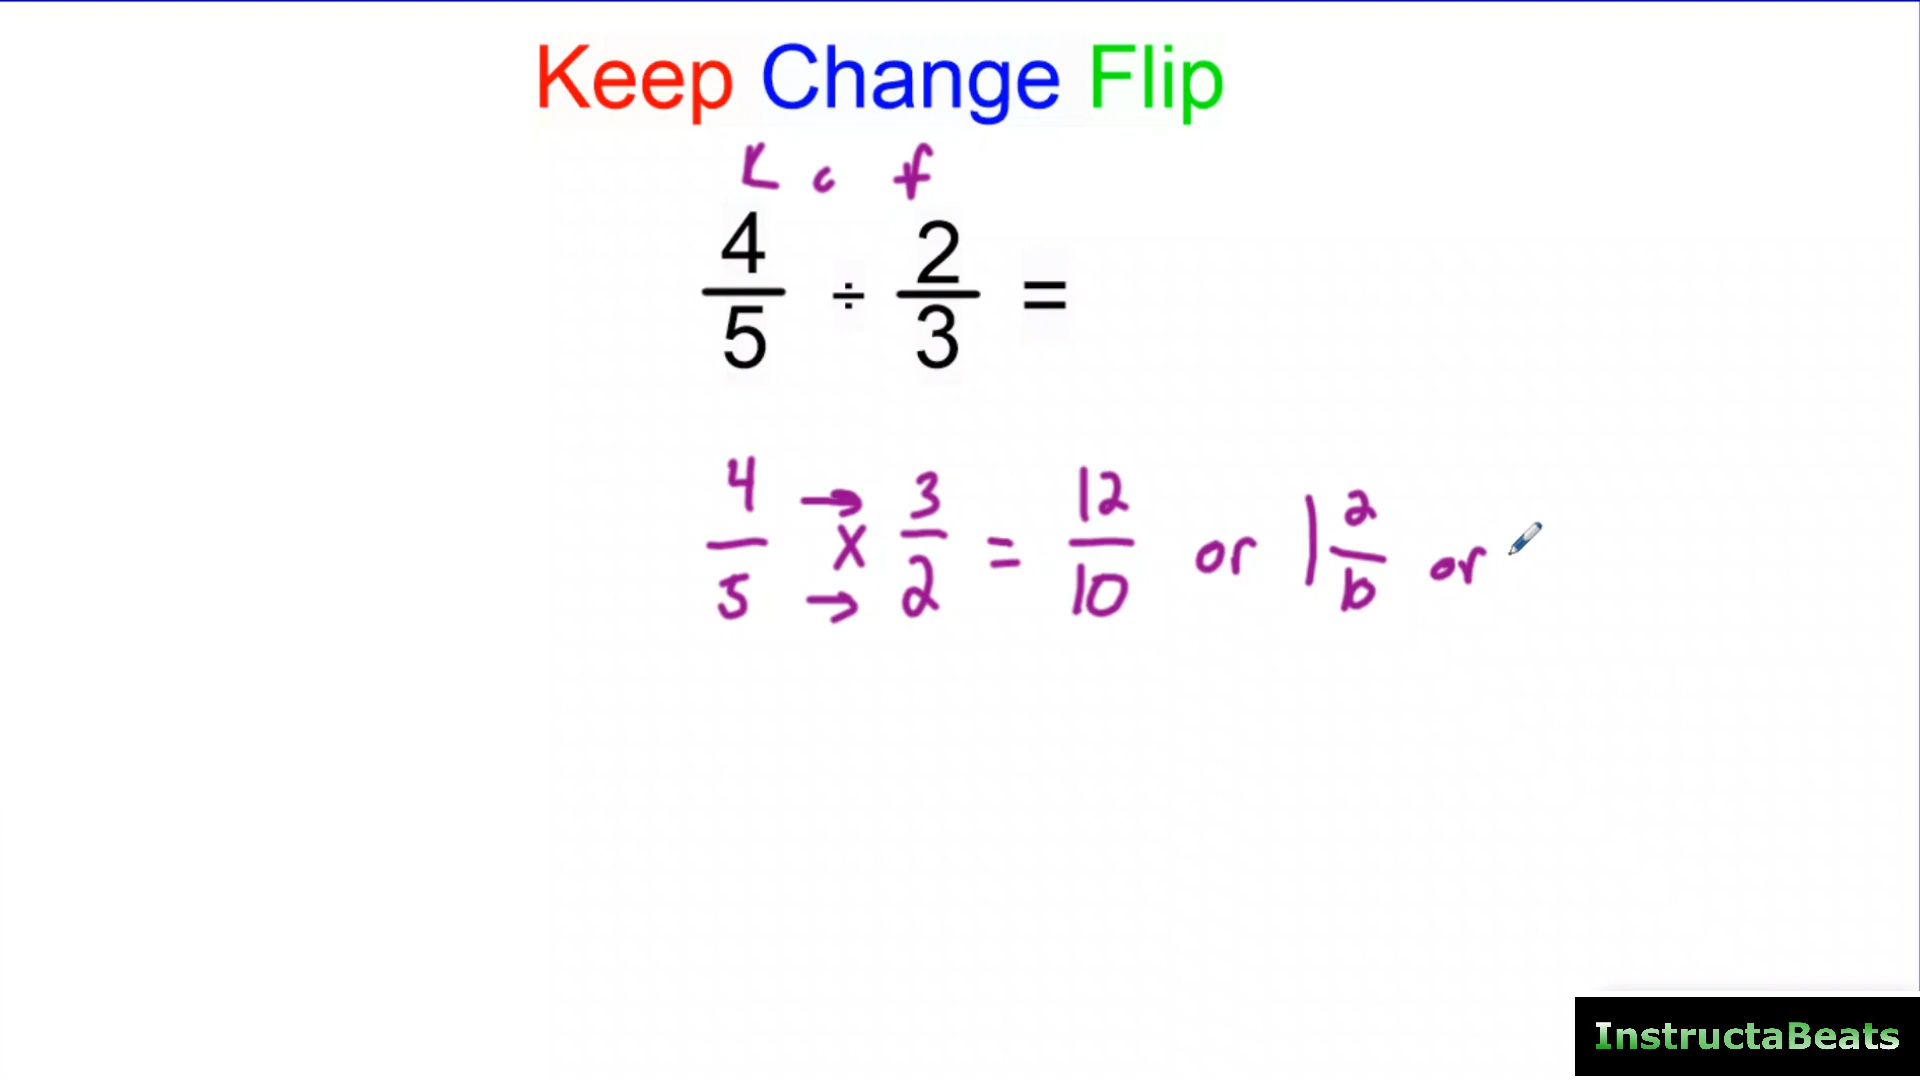 Keep Change Flip
K c f
4/5 ÷ 2/3 =
4/5 → x → 3/2 = 12/10 or 1 2/10 or
InstructaBeats